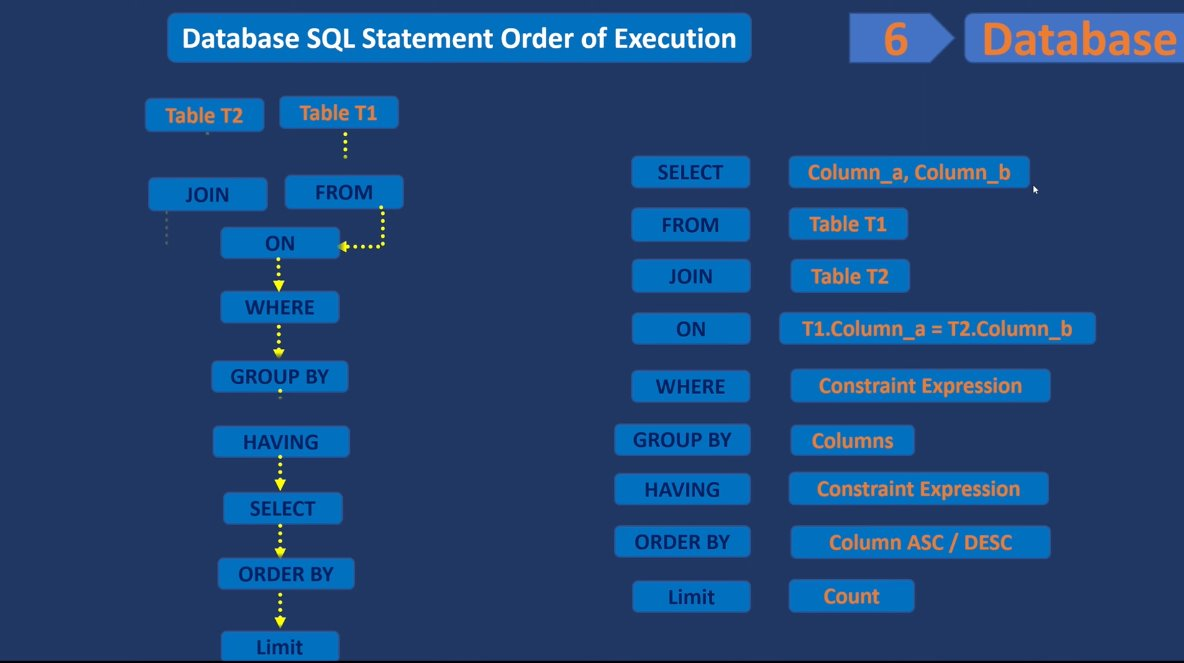 Database SQL Statement Order of Execution
6
Database
Table T2
Table T1
JOIN
FROM
ON
WHERE
GROUP BY
HAVING
SELECT
ORDER BY
Limit
SELECT Column_a, Column_b
FROM Table T1
JOIN Table T2
ON T1.Column_a = T2.Column_b
WHERE Constraint Expression
GROUP BY Columns
HAVING Constraint Expression
ORDER BY Column ASC / DESC
Limit Count